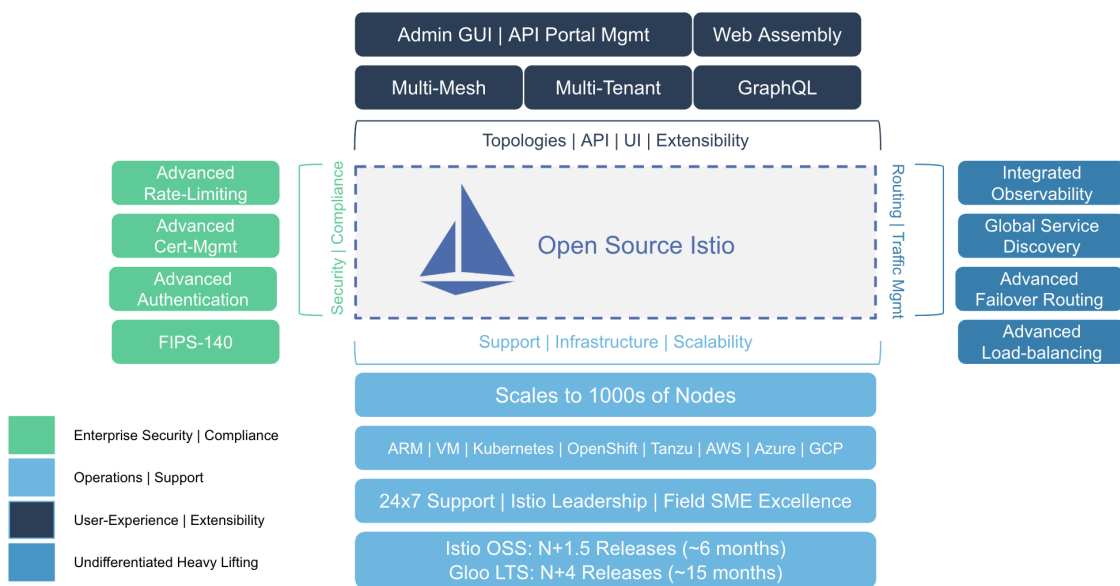 Admin GUI | API Portal Mgmt
Web Assembly
Multi-Mesh
Multi-Tenant
GraphQL
Topologies | API | UI | Extensibility
Advanced
Rate-Limiting
Advanced
Cert-Mgmt
Advanced
Authentication
FIPS-140
Security | Compliance
Open Source Istio
Routing | Traffic Mgmt
Integrated
Observability
Global Service
Discovery
Advanced
Failover Routing
Advanced
Load-balancing
Support | Infrastructure | Scalability
Scales to 1000s of Nodes
ARM | VM | Kubernetes | OpenShift | Tanzu | AWS | Azure | GCP
24x7 Support | Istio Leadership | Field SME Excellence
Istio OSS: N+1.5 Releases (~6 months)
Gloo LTS: N+4 Releases (~15 months)
Enterprise Security | Compliance
Operations | Support
User-Experience | Extensibility
Undifferentiated Heavy Lifting